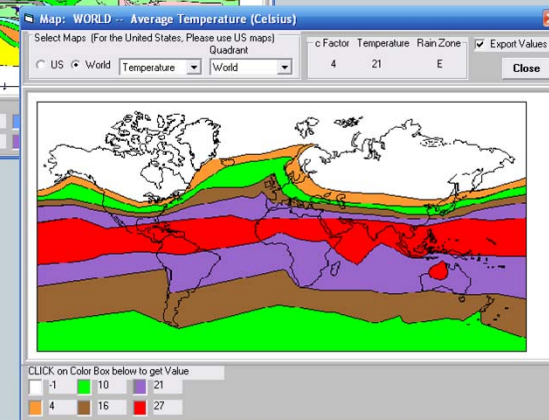 Map: WORLD -- Average Temperature (Celsius)
Select Maps (For the United States, Please use US maps)
Quadrant
US World Temperature World
c Factor Temperature Rain Zone
4 21 E
Export Values
Close
CLICK on Color Box below to get Value
-1 10 21
4 16 27